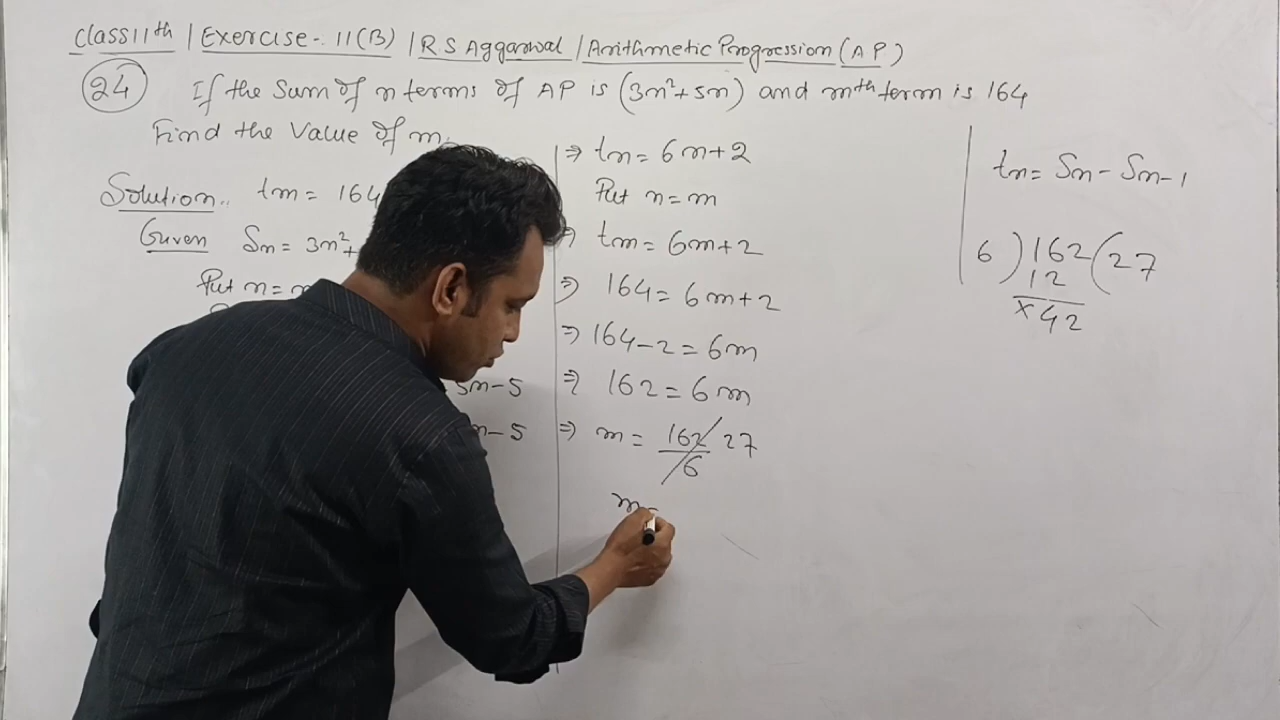 Class 11th | Exercise-. 11(B) | R S Aggarwal | Arithmetic Progression (AP)
24 If the Sum of n terms of AP is (3n²+5n) and mth term is 164
Find the Value of m.
Solution.. tm = 164
Given Sn = 3n²+
Put n =
5n-5
n-5
⇒ tn = 6n+2
Put n = m
⇒ tm = 6m+2
⇒ 164 = 6m+2
⇒ 164-2 = 6m
⇒ 162 = 6m
⇒ m = 162/6 27
m =
tn = Sn - Sn-1
6 ) 162 ( 27
12
×42